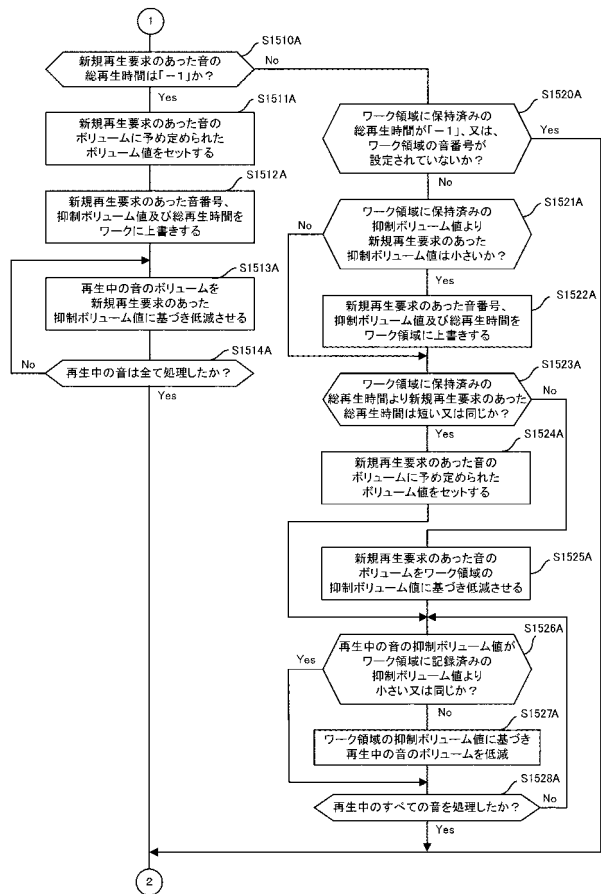 1
S1510A
新規再生要求のあった音の
総再生時間は「－1」か？
No
Yes
S1511A
新規再生要求のあった音の
ボリュームに予め定められた
ボリューム値をセットする
S1512A
新規再生要求のあった音番号、
抑制ボリューム値及び総再生時間を
ワークに上書きする
S1513A
再生中の音のボリュームを
新規再生要求のあった
抑制ボリューム値に基づき低減させる
S1514A
No
再生中の音は全て処理したか？
Yes
S1520A
ワーク領域に保持済みの
総再生時間が「－1」、又は、
ワーク領域の音番号が
設定されていないか？
Yes
No
S1521A
No
ワーク領域に保持済みの
抑制ボリューム値より
新規再生要求のあった
抑制ボリューム値は小さいか？
Yes
S1522A
新規再生要求のあった音番号、
抑制ボリューム値及び総再生時間を
ワーク領域に上書きする
S1523A
ワーク領域に保持済みの
総再生時間より新規再生要求のあった
総再生時間は短い又は同じか？
No
Yes
S1524A
新規再生要求のあった音の
ボリュームに予め定められた
ボリューム値をセットする
S1525A
新規再生要求のあった音の
ボリュームをワーク領域の
抑制ボリューム値に基づき低減させる
S1526A
Yes
再生中の音の抑制ボリューム値が
ワーク領域に記録済みの
抑制ボリューム値より
小さい又は同じか？
No
S1527A
ワーク領域の抑制ボリューム値に基づき
再生中の音のボリュームを低減
S1528A
再生中のすべての音を処理したか？
No
Yes
2